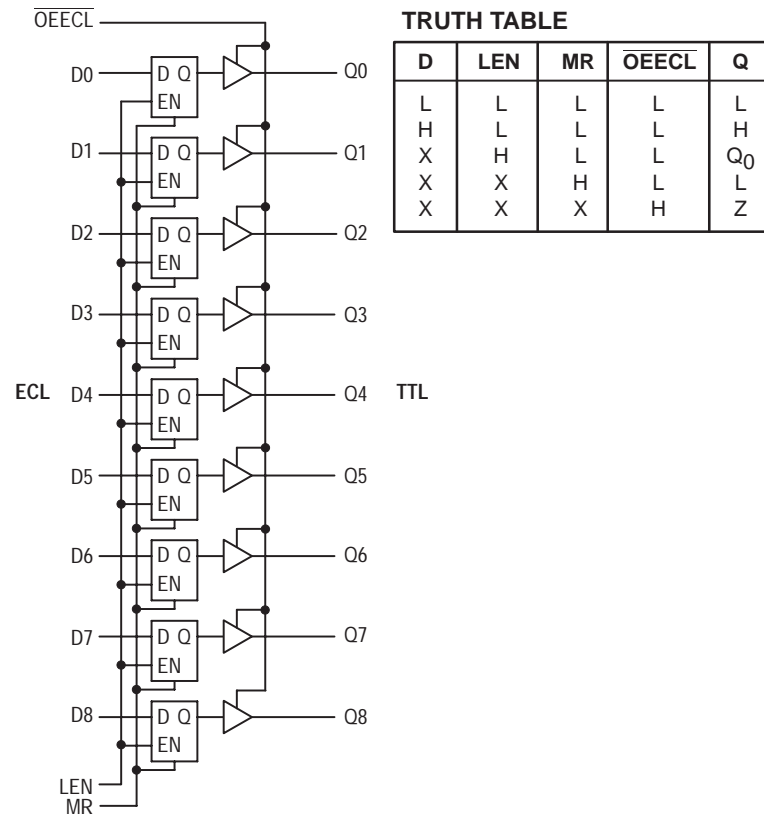 OEECL
D0 D Q Q0
EN
D1 D Q Q1
EN
D2 D Q Q2
EN
D3 D Q Q3
EN
ECL D4 D Q Q4 TTL
EN
D5 D Q Q5
EN
D6 D Q Q6
EN
D7 D Q Q7
EN
D8 D Q Q8
EN
LEN
MR
TRUTH TABLE
D LEN MR OEECL Q
L L L L L
H L L L H
X H L L Q0
X X H L L
X X X H Z